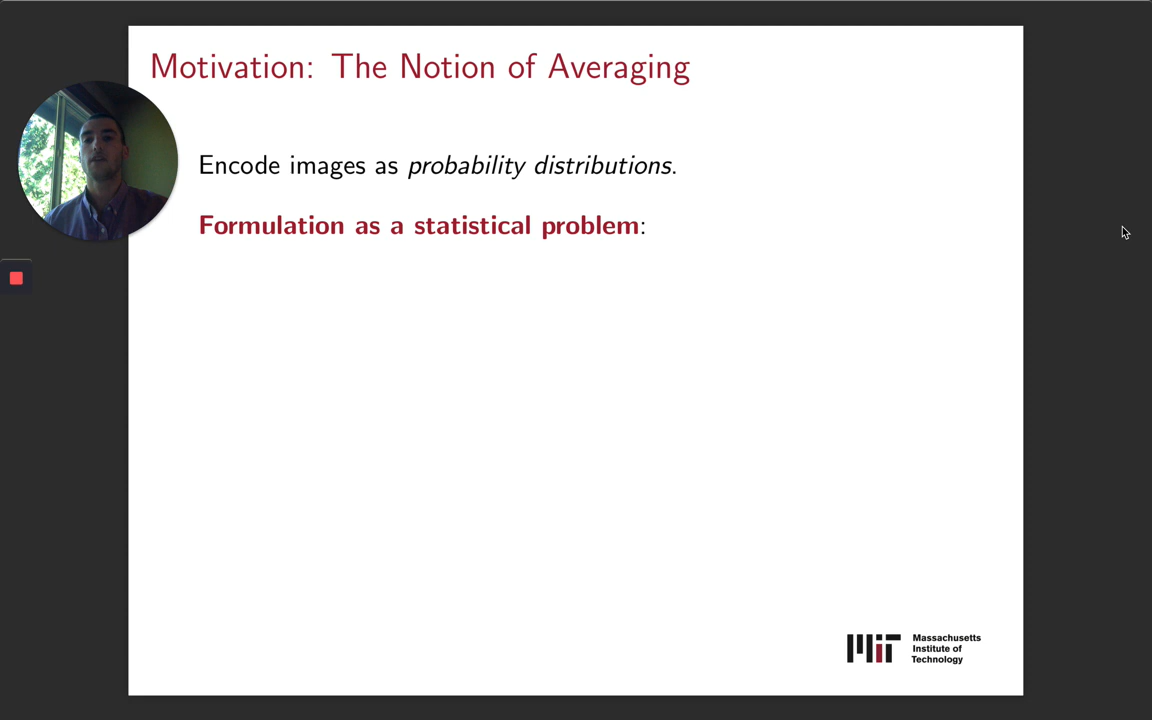 Motivation: The Notion of Averaging
Encode images as probability distributions.
Formulation as a statistical problem:
Massachusetts
Institute of
Technology